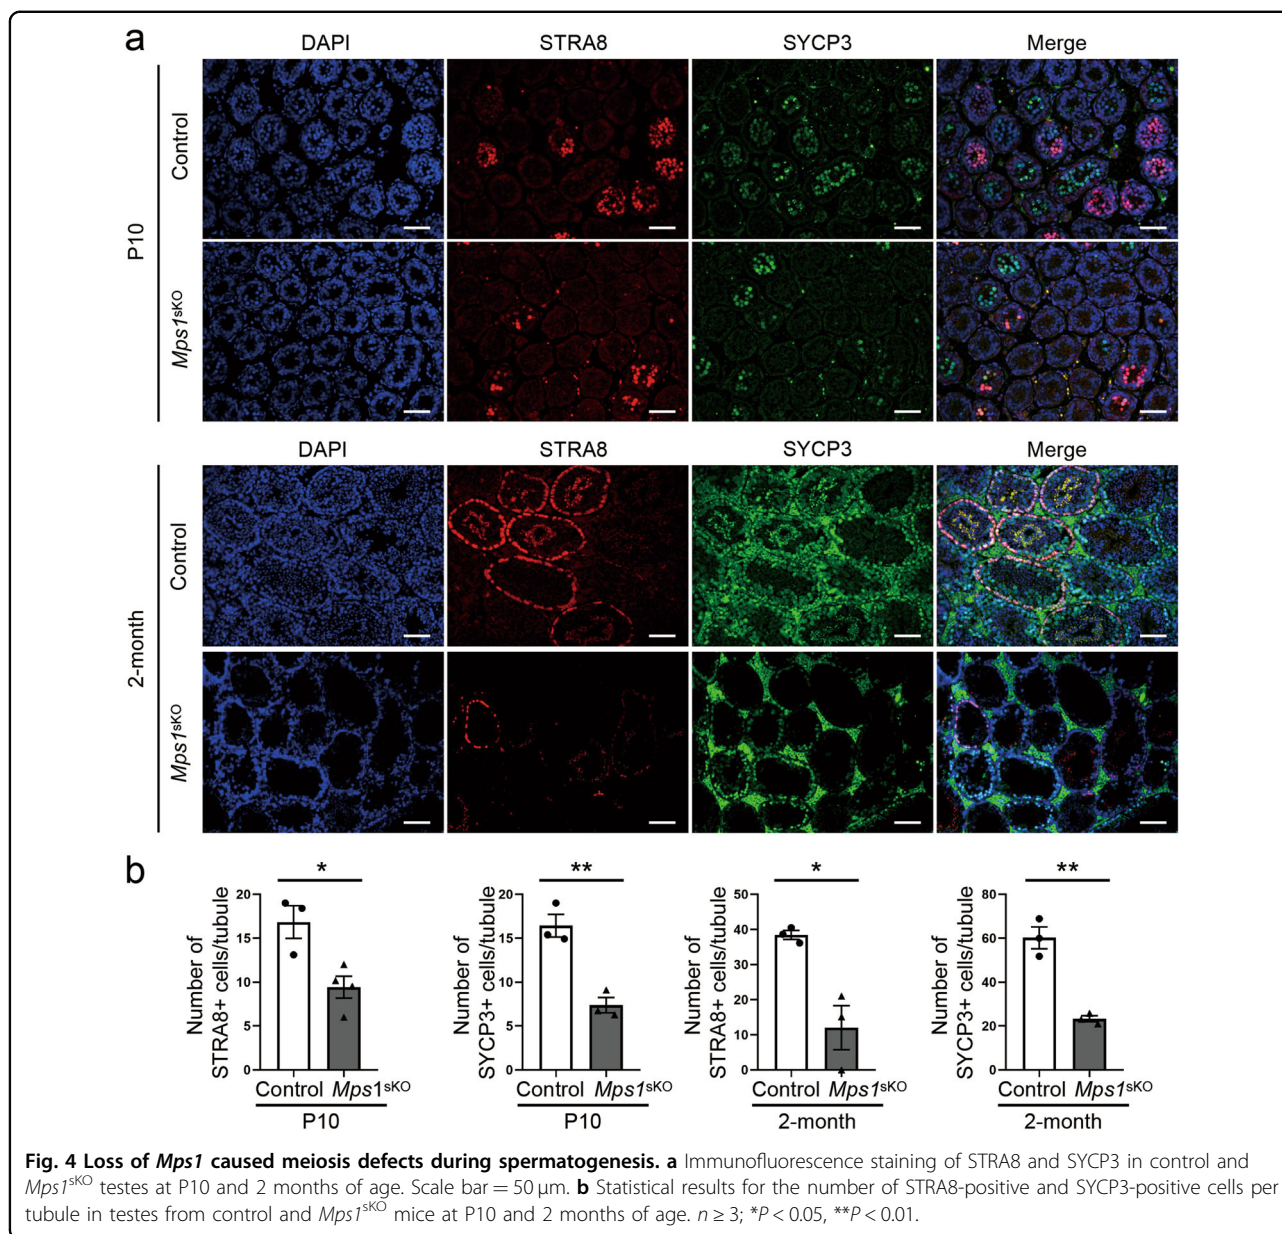 a
DAPI STRA8 SYCP3 Merge
P10
Control
Mps1sKO
DAPI STRA8 SYCP3 Merge
2-month
Control
Mps1sKO
b
*
Number of
STRA8+ cells/tubule
20
15
10
5
0
Control Mps1sKO
P10
**
Number of
SYCP3+ cells/tubule
20
15
10
5
0
Control Mps1sKO
P10
*
Number of
STRA8+ cells/tubule
50
40
30
20
10
0
Control Mps1sKO
2-month
**
Number of
SYCP3+ cells/tubule
80
60
40
20
0
Control Mps1sKO
2-month
Fig. 4 Loss of Mps1 caused meiosis defects during spermatogenesis. a Immunofluorescence staining of STRA8 and SYCP3 in control and
Mps1sKO testes at P10 and 2 months of age. Scale bar = 50 μm. b Statistical results for the number of STRA8-positive and SYCP3-positive cells per
tubule in testes from control and Mps1sKO mice at P10 and 2 months of age. n ≥ 3; *P < 0.05, **P < 0.01.